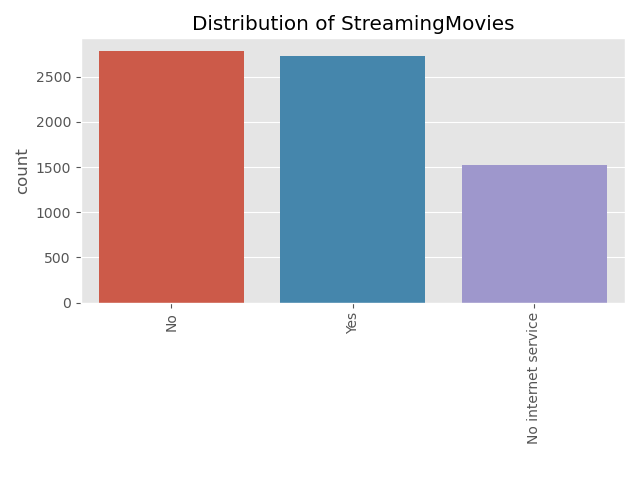 Distribution of StreamingMovies
count
2500
2000
1500
1000
500
0
No
Yes
No internet service